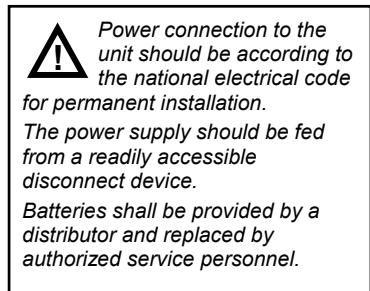 Power connection to the
unit should be according to
the national electrical code
for permanent installation.
The power supply should be fed
from a readily accessible
disconnect device.
Batteries shall be provided by a
distributor and replaced by
authorized service personnel.